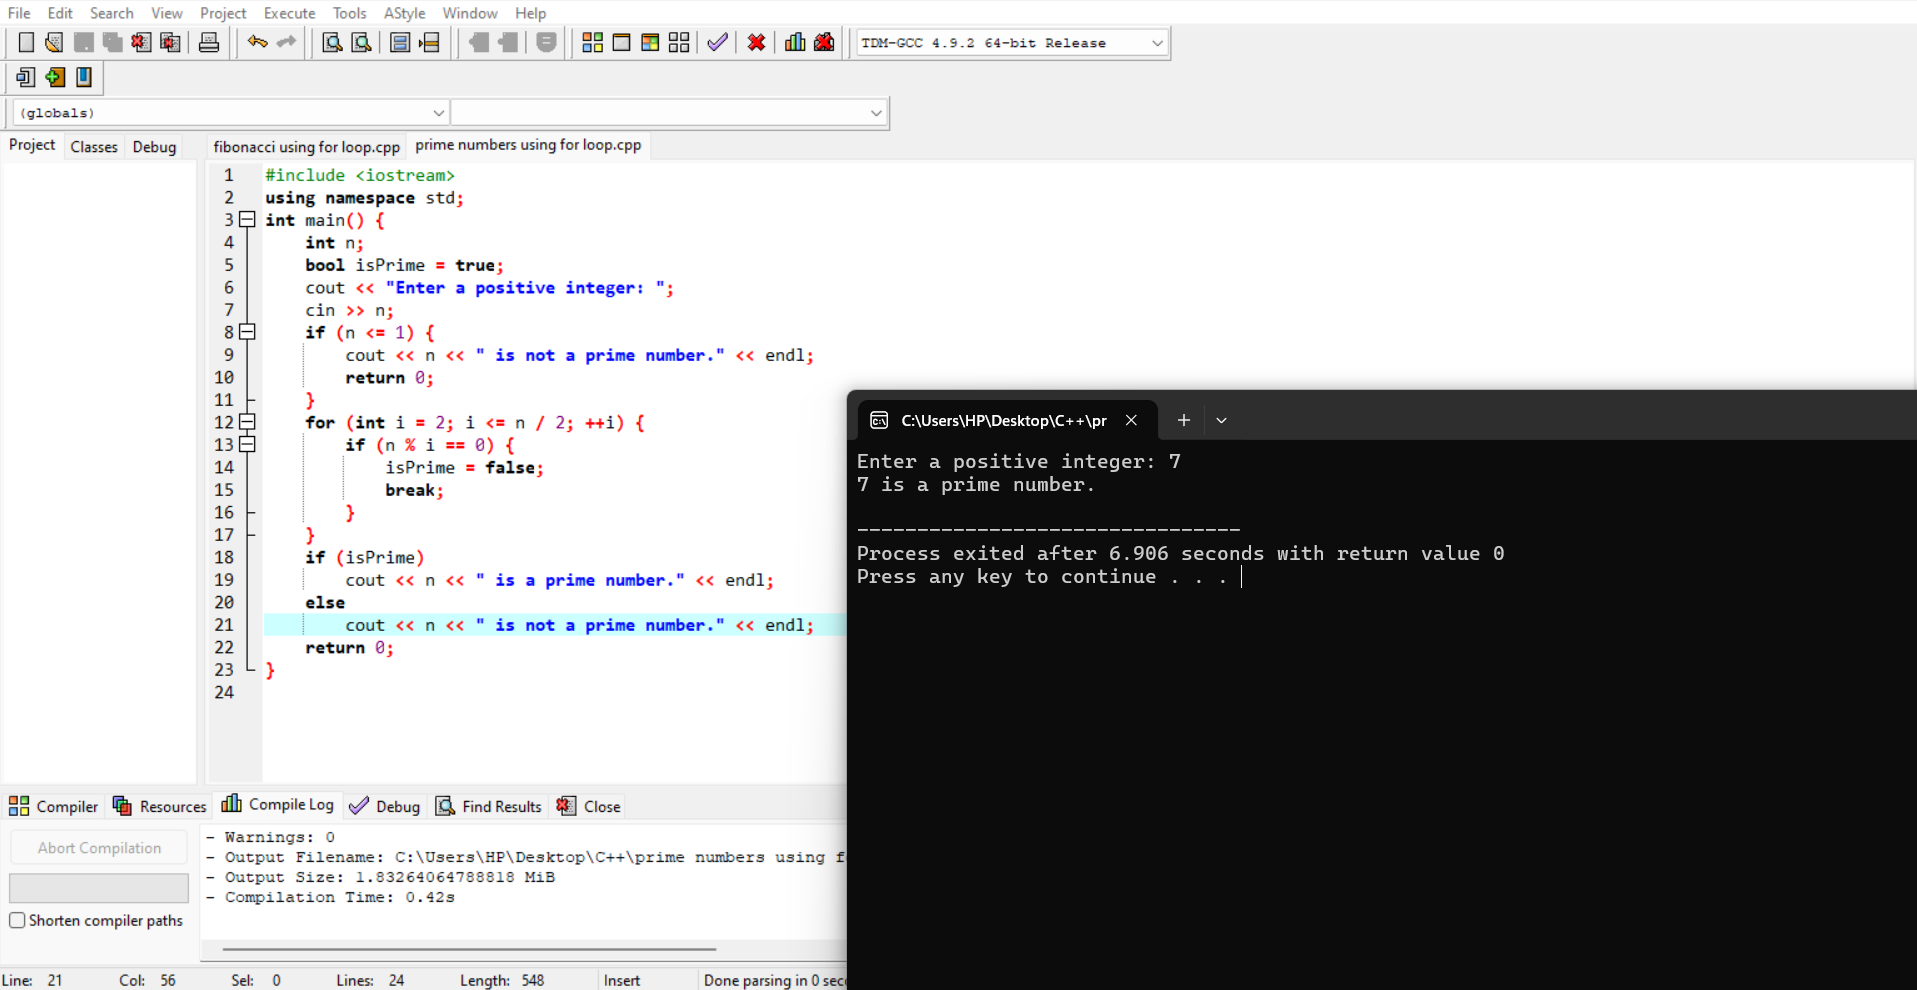 File Edit Search View Project Execute Tools AStyle Window Help
TDM-GCC 4.9.2 64-bit Release
(globals)
Project Classes Debug
fibonacci using for loop.cpp prime numbers using for loop.cpp
1 #include <iostream>
2 using namespace std;
3 int main() {
4 int n;
5 bool isPrime = true;
6 cout << "Enter a positive integer: ";
7 cin >> n;
8 if (n <= 1) {
9 cout << n << " is not a prime number." << endl;
10 return 0;
11 }
12 for (int i = 2; i <= n / 2; ++i) {
13 if (n % i == 0) {
14 isPrime = false;
15 break;
16 }
17 }
18 if (isPrime)
19 cout << n << " is a prime number." << endl;
20 else
21 cout << n << " is not a prime number." << endl;
22 return 0;
23 }
24
C:\Users\HP\Desktop\C++\pr
Enter a positive integer: 7
7 is a prime number.
--------------------------------
Process exited after 6.906 seconds with return value 0
Press any key to continue . . .
Compiler Resources Compile Log Debug Find Results Close
Abort Compilation
Shorten compiler paths
- Warnings: 0
- Output Filename: C:\Users\HP\Desktop\C++\prime numbers using f
- Output Size: 1.83264064788818 MiB
- Compilation Time: 0.42s
Line: 21 Col: 56 Sel: 0 Lines: 24 Length: 548 Insert Done parsing in 0 sec